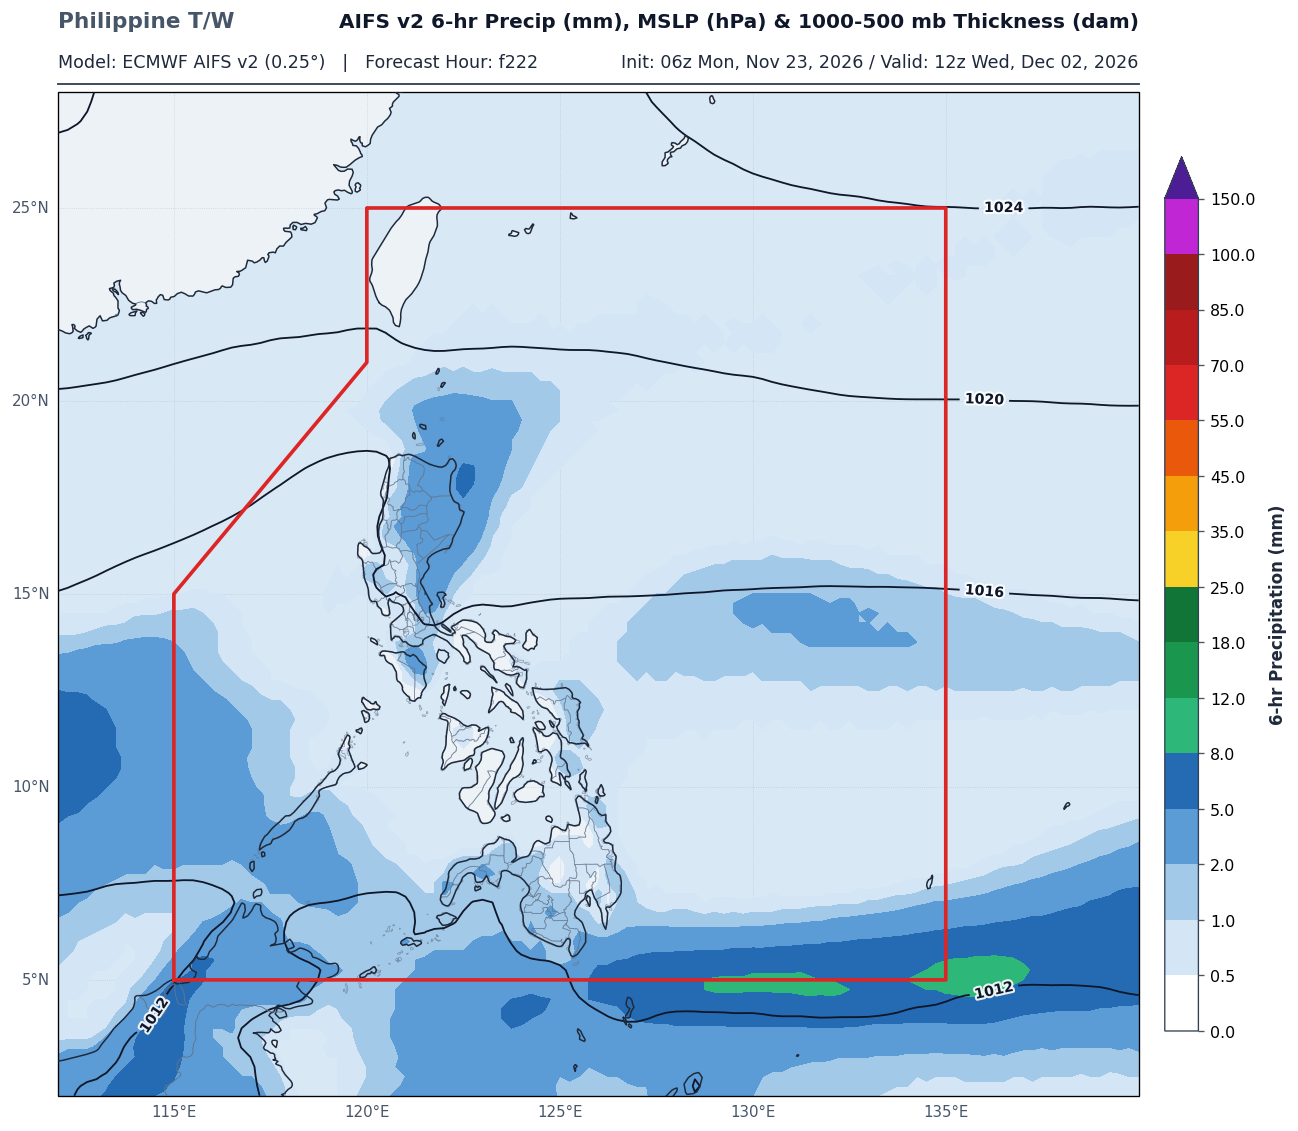 Philippine T/W
AIFS v2 6-hr Precip (mm), MSLP (hPa) & 1000-500 mb Thickness (dam)
Model: ECMWF AIFS v2 (0.25°) | Forecast Hour: f222
Init: 06z Mon, Nov 23, 2026 / Valid: 12z Wed, Dec 02, 2026
25°N
20°N
15°N
10°N
5°N
115°E
120°E
125°E
130°E
135°E
1024
1020
1016
1012
1012
150.0
100.0
85.0
70.0
55.0
45.0
35.0
25.0
18.0
12.0
8.0
5.0
2.0
1.0
0.5
0.0
6-hr Precipitation (mm)